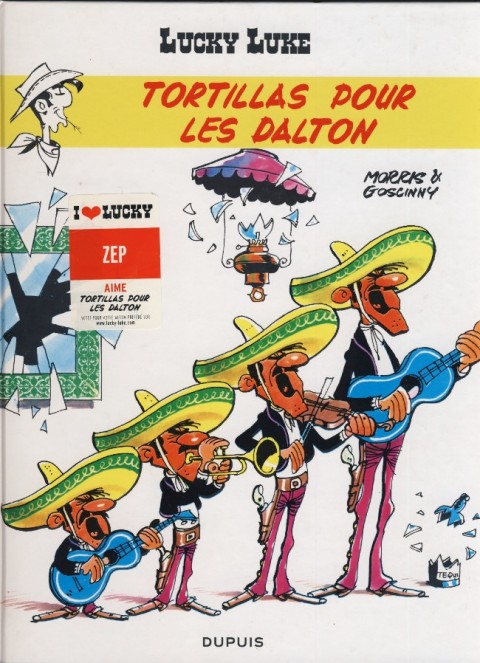 LUCKY LUKE
TORTILLAS POUR
LES DALTON
MORRIS &
GOSCINNY
I ❤ LUCKY
ZEP
AIME
TORTILLAS POUR
LES DALTON
www.lucky-luke.com
DUPUIS